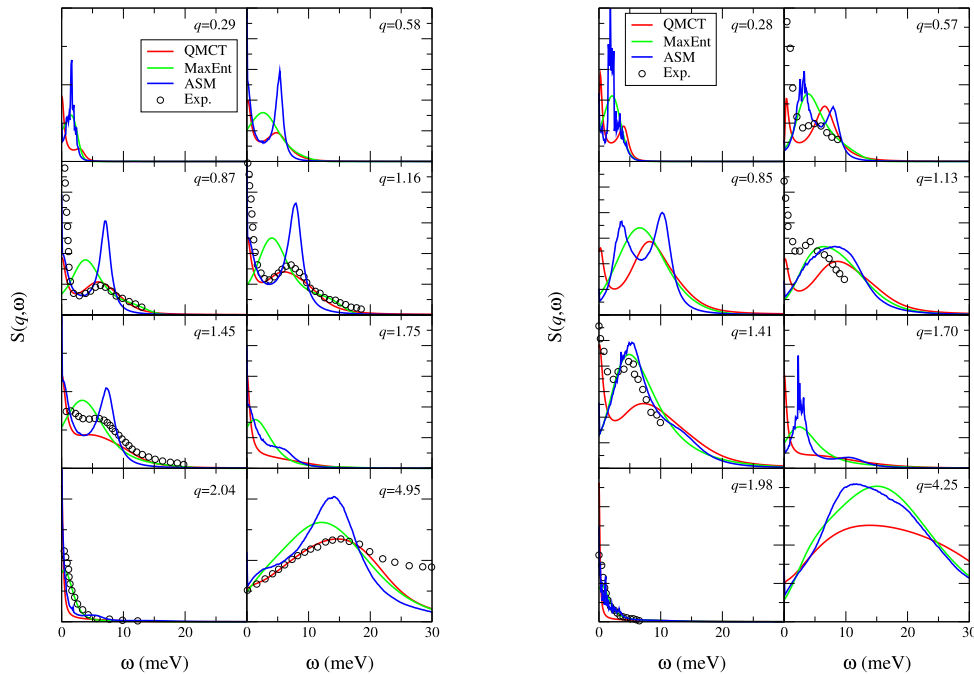 q=0.29
q=0.58
QMCT
MaxEnt
ASM
Exp.
q=0.87
q=1.16
S(q,ω)
q=1.45
q=1.75
q=2.04
q=4.95
0 10 20 0 10 20 30
ω (meV) ω (meV)
q=0.28
q=0.57
QMCT
MaxEnt
ASM
Exp.
q=0.85
q=1.13
S(q,ω)
q=1.41
q=1.70
q=1.98
q=4.25
0 10 20 0 10 20 30
ω (meV) ω (meV)